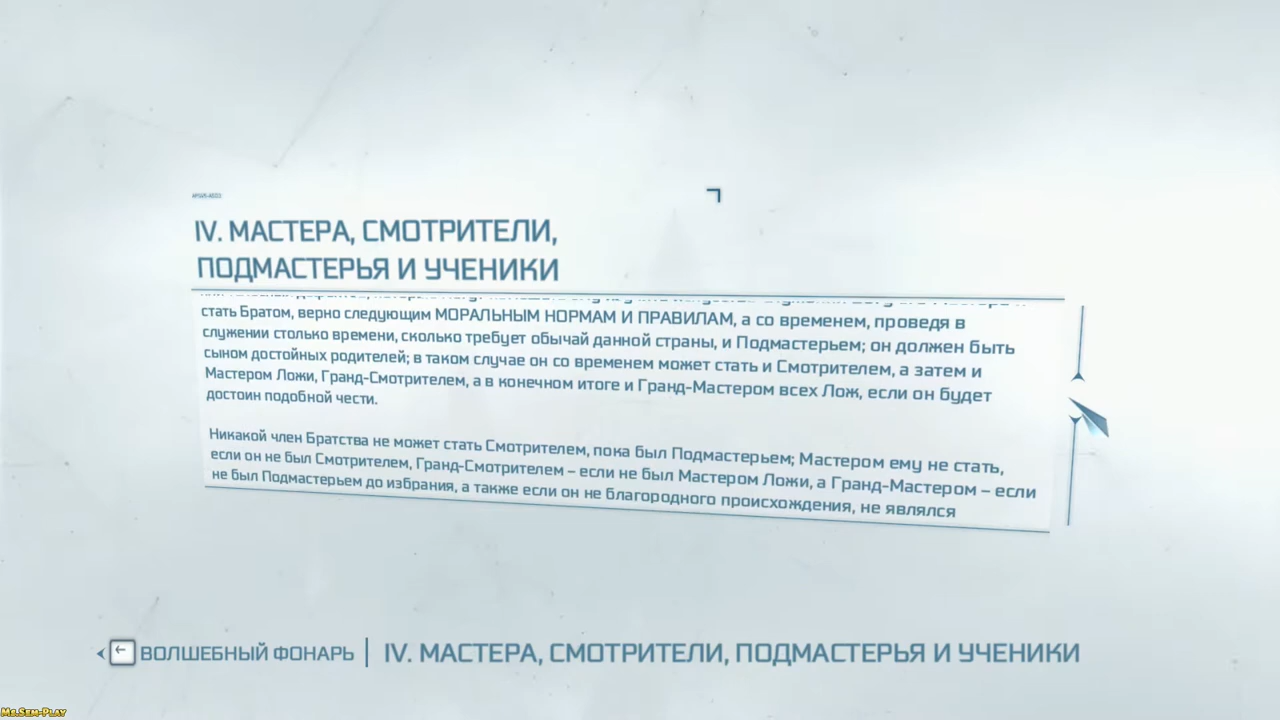 IV. МАСТЕРА, СМОТРИТЕЛИ,
ПОДМАСТЕРЬЯ И УЧЕНИКИ
стать Братом, верно следующим МОРАЛЬНЫМ НОРМАМ И ПРАВИЛАМ, а со временем, проведя в
служении столько времени, сколько требует обычай данной страны, и Подмастерьем; он должен быть
сыном достойных родителей; в таком случае он со временем может стать и Смотрителем, а затем и
Мастером Ложи, Гранд-Смотрителем, а в конечном итоге и Гранд-Мастером всех Лож, если он будет
достоин подобной чести.
Никакой член Братства не может стать Смотрителем, пока был Подмастерьем; Мастером ему не стать,
если он не был Смотрителем, Гранд-Смотрителем – если не был Мастером Ложи, а Гранд-Мастером – если
не был Подмастерьем до избрания, а также если он не благородного происхождения, не являлся
ВОЛШЕБНЫЙ ФОНАРЬ | IV. МАСТЕРА, СМОТРИТЕЛИ, ПОДМАСТЕРЬЯ И УЧЕНИКИ
Ms.Sem-Play